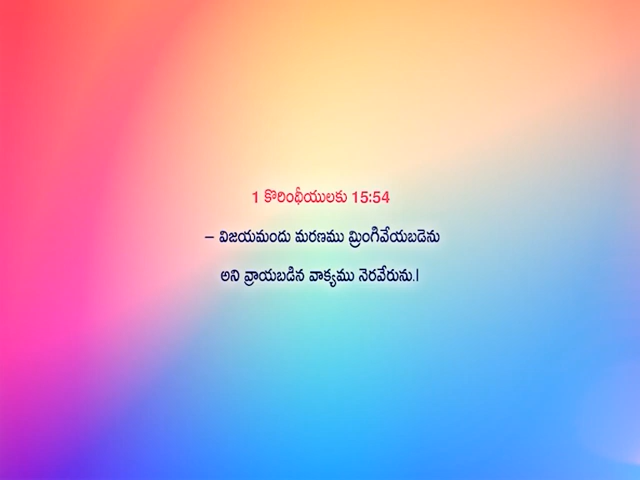 1 కొరింథీయులకు 15:54
– విజయమందు మరణము మ్రింగివేయబడెను
అని వ్రాయబడిన వాక్యము నెరవేరును.l